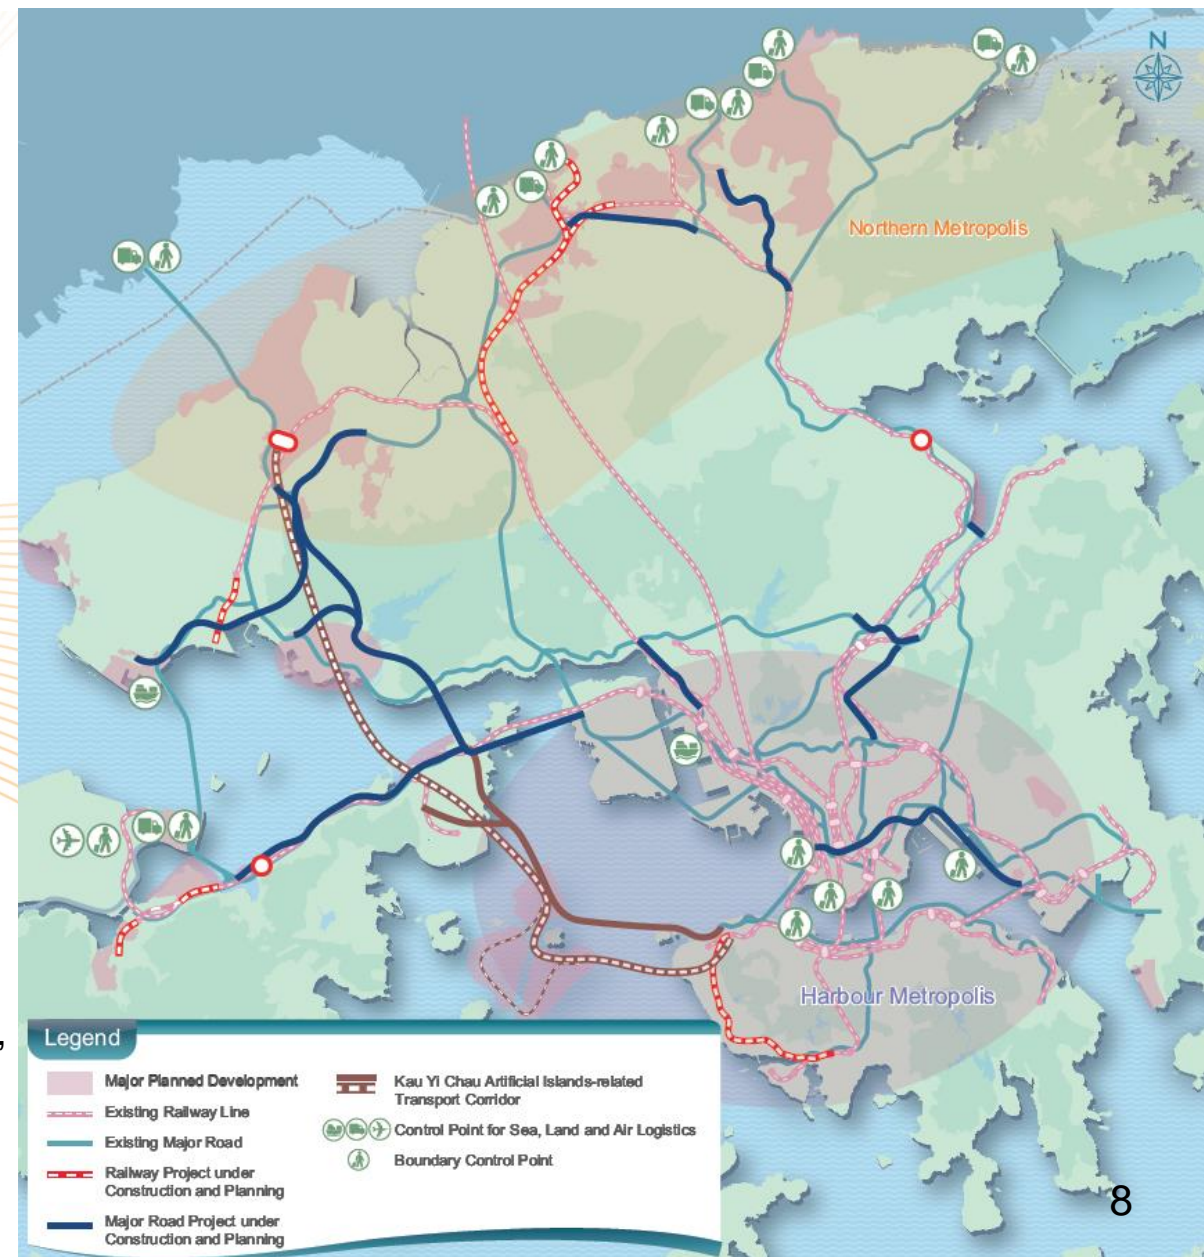 N
Northern Metropolis
Harbour Metropolis
,
Legend
Major Planned Development
Existing Railway Line
Existing Major Road
Railway Project under
Construction and Planning
Major Road Project under
Construction and Planning
Kau Yi Chau Artificial Islands-related
Transport Corridor
Control Point for Sea, Land and Air Logistics
Boundary Control Point
8